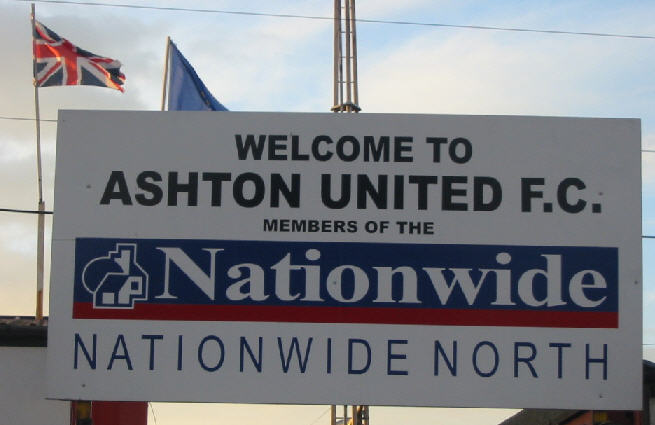 WELCOME TO
ASHTON UNITED F.C.
MEMBERS OF THE
Nationwide
NATIONWIDE NORTH